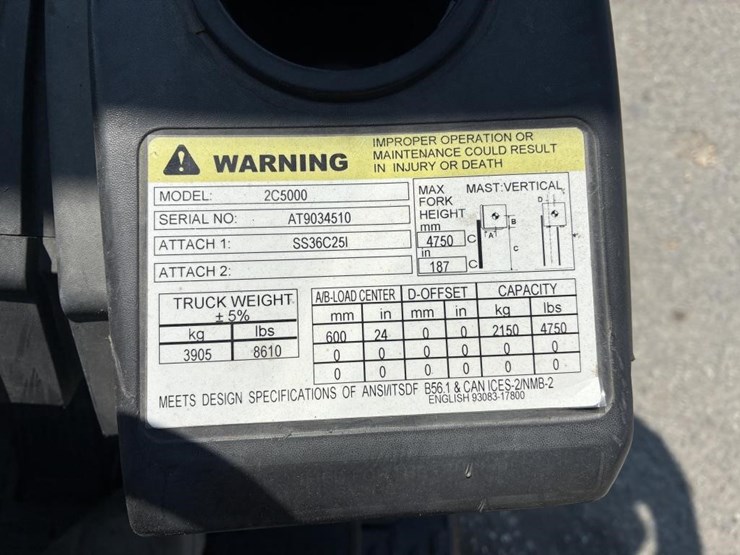 WARNING
IMPROPER OPERATION OR
MAINTENANCE COULD RESULT
IN INJURY OR DEATH
MODEL: 2C5000
SERIAL NO: AT9034510
ATTACH 1: SS36C25I
ATTACH 2:
MAX
FORK
HEIGHT
mm
4750 C
in
187 C
MAST:VERTICAL
D
B
A
C
TRUCK WEIGHT
± 5%
kg lbs
3905 8610
A/B-LOAD CENTER D-OFFSET CAPACITY
mm in mm in kg lbs
600 24 0 0 2150 4750
0 0 0 0 0 0
0 0 0 0 0 0
MEETS DESIGN SPECIFICATIONS OF ANSI/ITSDF B56.1 & CAN ICES-2/NMB-2
ENGLISH 93083-17800